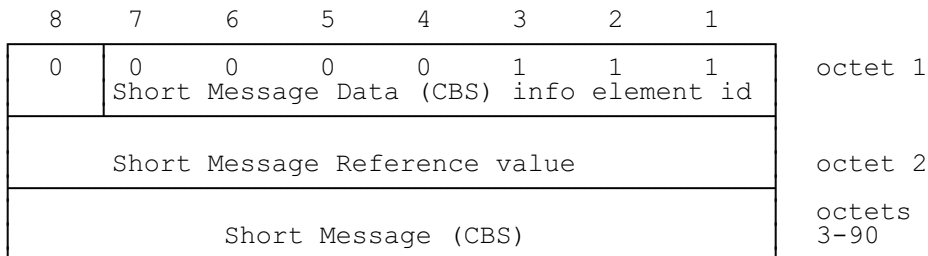 8 7 6 5 4 3 2 1
0 0 0 0 0 1 1 1 octet 1
Short Message Data (CBS) info element id
Short Message Reference value octet 2
octets
Short Message (CBS) 3-90